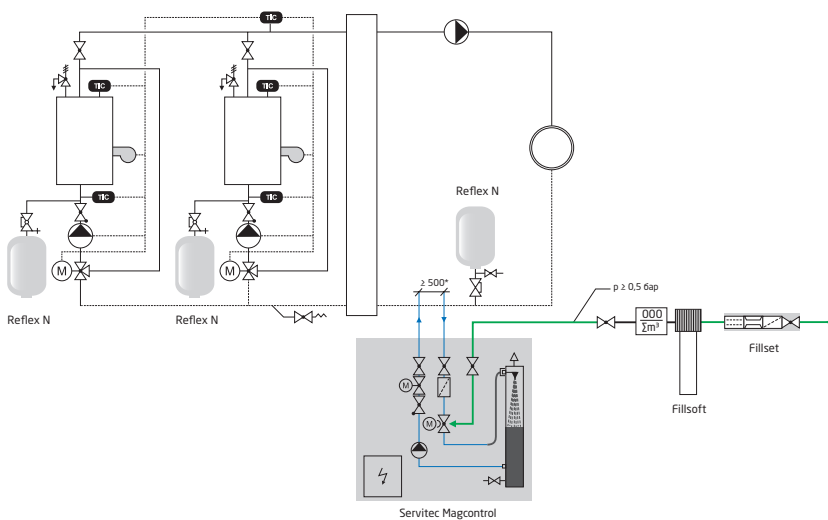 TIC
TIC
TIC
TIC
TIC
Reflex N
≥ 500*
p ≥ 0,5 бар
M
M
000
Σm³
Reflex N
Reflex N
Fillset
M
Fillsoft
M
Servitec Magcontrol